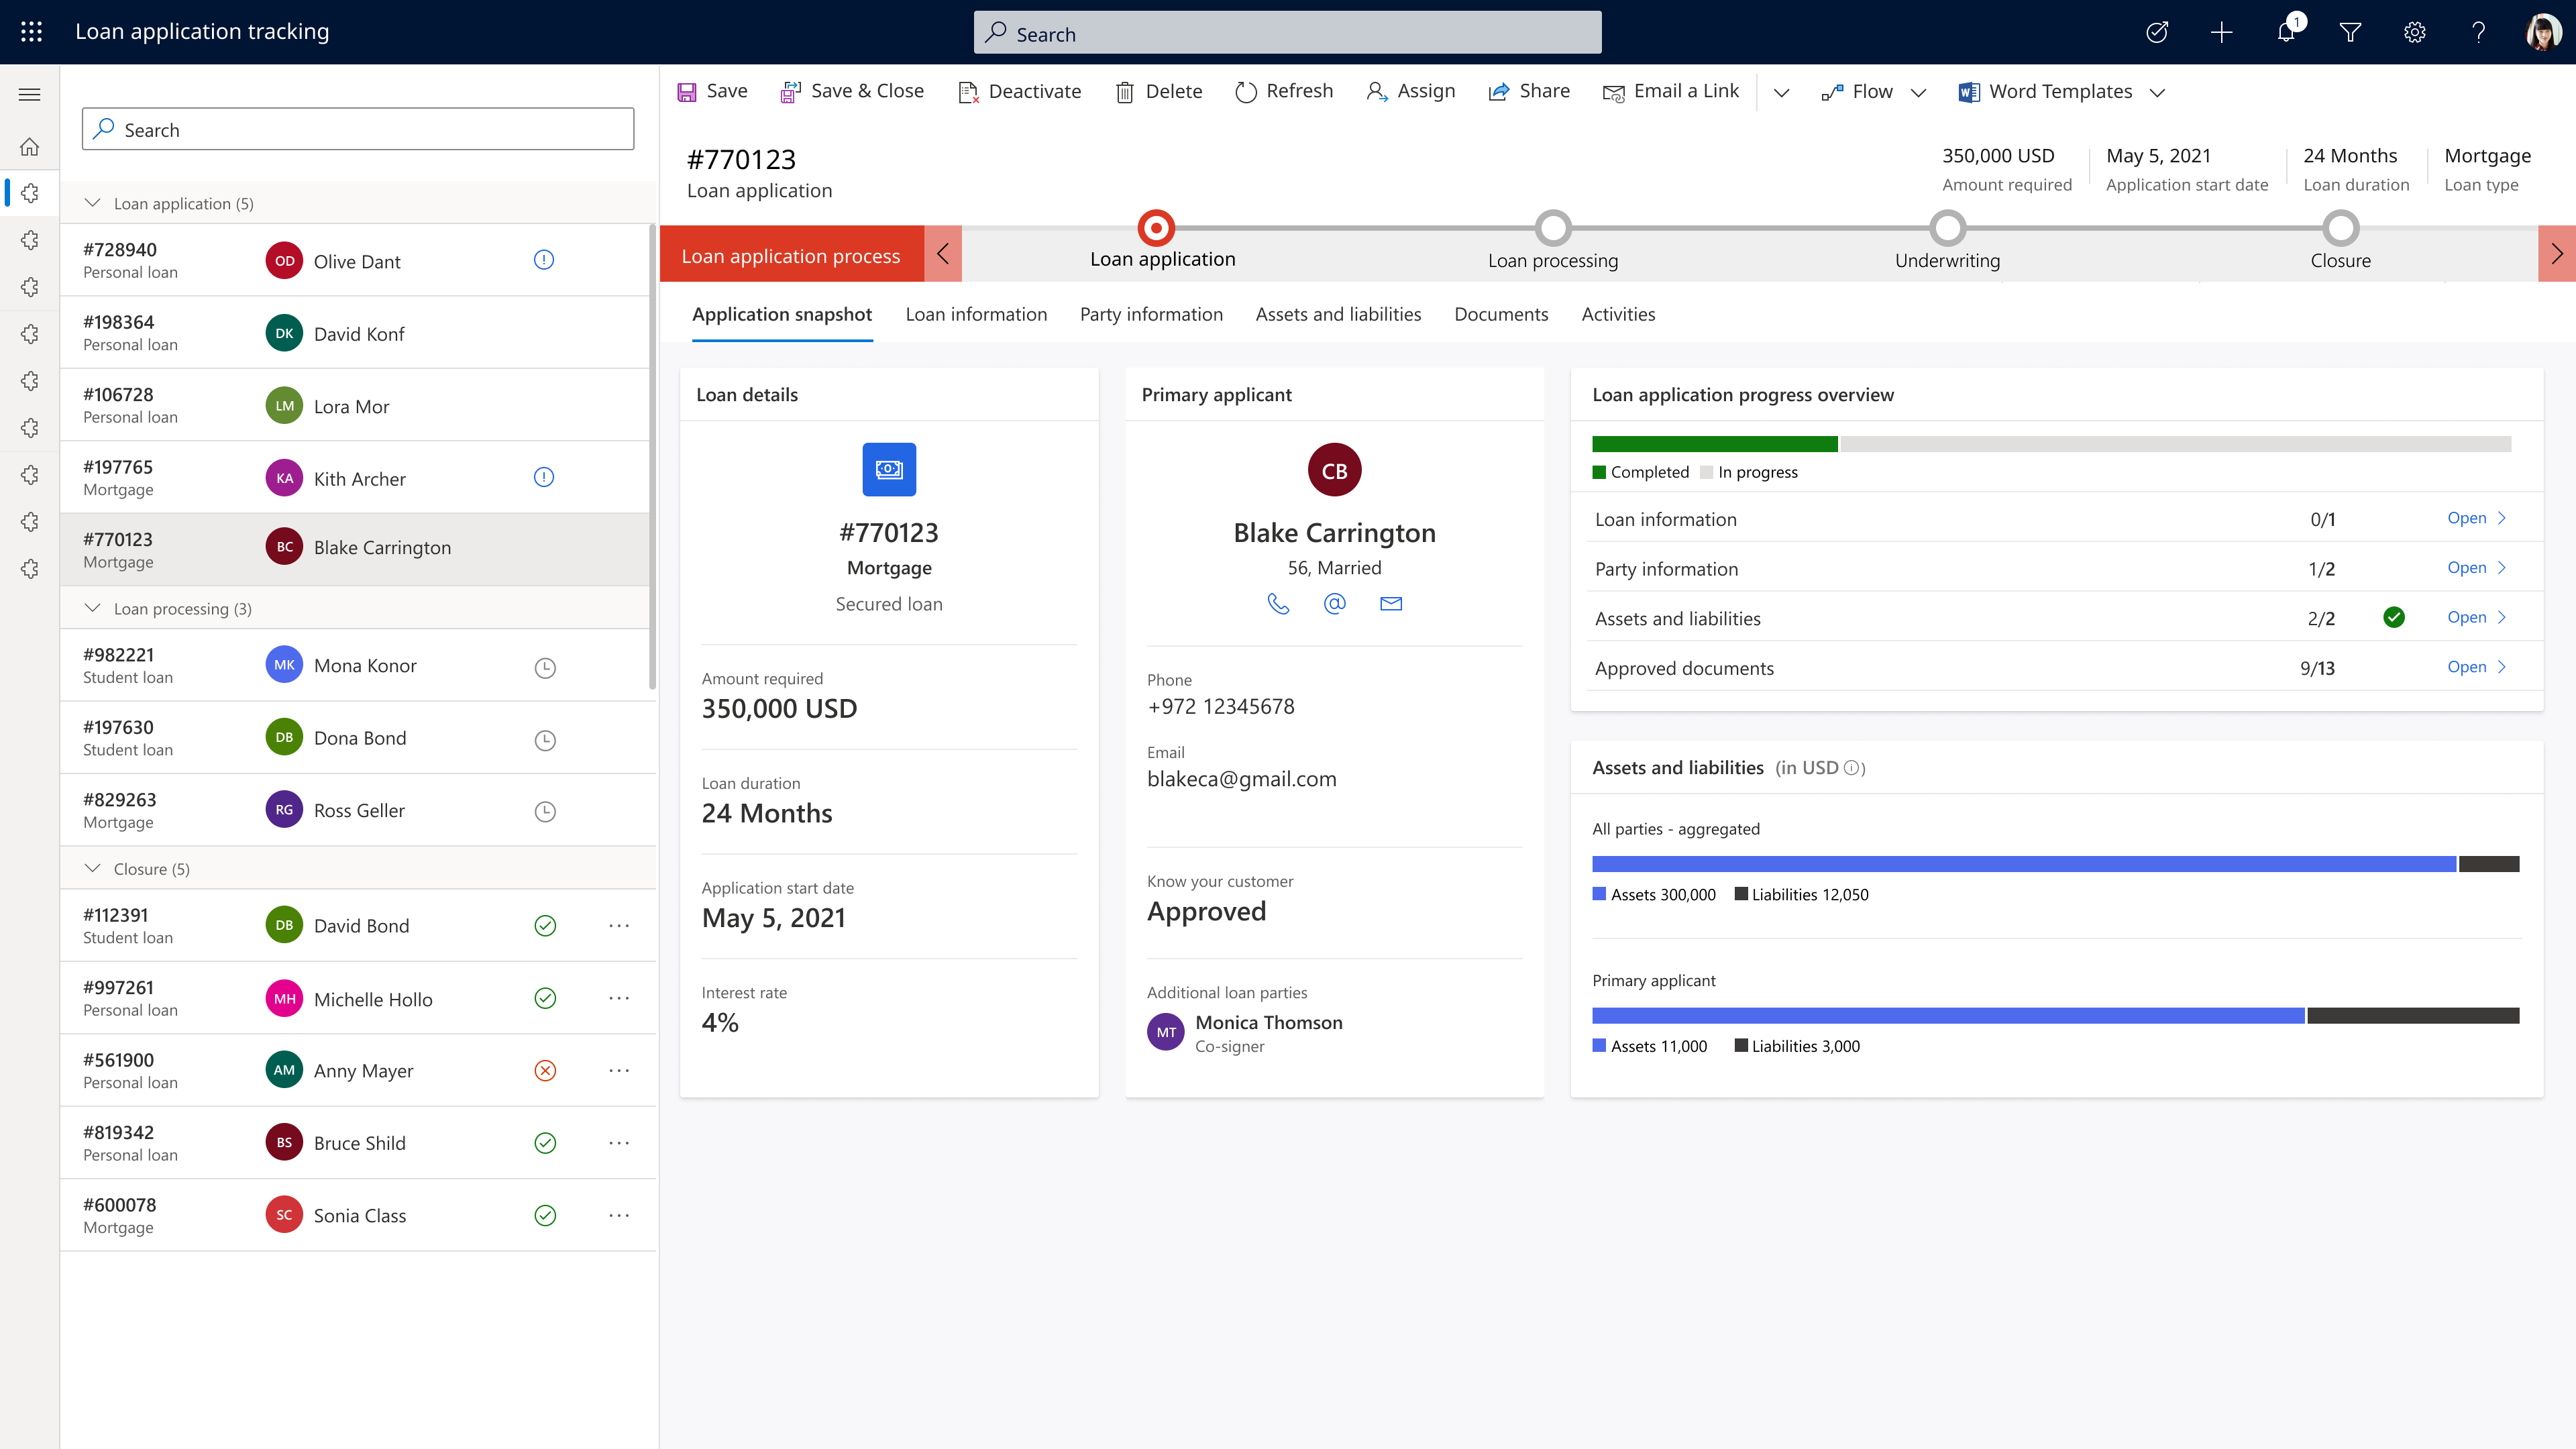 Loan application tracking
Search
1
Search
Loan application (5)
#728940
Personal loan
OD
Olive Dant
#198364
Personal loan
DK
David Konf
#106728
Personal loan
LM
Lora Mor
#197765
Mortgage
KA
Kith Archer
#770123
Mortgage
BC
Blake Carrington
Loan processing (3)
#982221
Student loan
MK
Mona Konor
#197630
Student loan
DB
Dona Bond
#829263
Mortgage
RG
Ross Geller
Closure (5)
#112391
Student loan
DB
David Bond
#997261
Personal loan
MH
Michelle Hollo
#561900
Personal loan
AM
Anny Mayer
#819342
Personal loan
BS
Bruce Shild
#600078
Mortgage
SC
Sonia Class
Save
Save & Close
Deactivate
Delete
Refresh
Assign
Share
Email a Link
Flow
Word Templates
#770123
Loan application
350,000 USD
Amount required
May 5, 2021
Application start date
24 Months
Loan duration
Mortgage
Loan type
Loan application process
Loan application
Loan processing
Underwriting
Closure
Application snapshot
Loan information
Party information
Assets and liabilities
Documents
Activities
Loan details
#770123
Mortgage
Secured loan
Amount required
350,000 USD
Loan duration
24 Months
Application start date
May 5, 2021
Interest rate
4%
Primary applicant
CB
Blake Carrington
56, Married
Phone
+972 12345678
Email
blakeca@gmail.com
Know your customer
Approved
Additional loan parties
MT
Monica Thomson
Co-signer
Loan application progress overview
Completed In progress
Loan information 0/1 Open
Party information 1/2 Open
Assets and liabilities 2/2 Open
Approved documents 9/13 Open
Assets and liabilities (in USD )
All parties - aggregated
Assets 300,000 Liabilities 12,050
Primary applicant
Assets 11,000 Liabilities 3,000